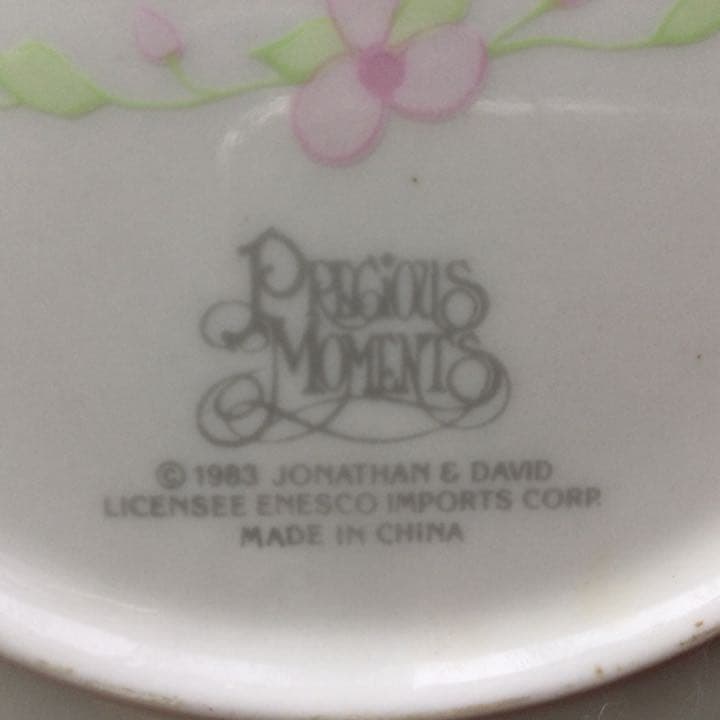 PRECIOUS
MOMENTS
© 1983 JONATHAN & DAVID
LICENSEE ENESCO IMPORTS CORP.
MADE IN CHINA